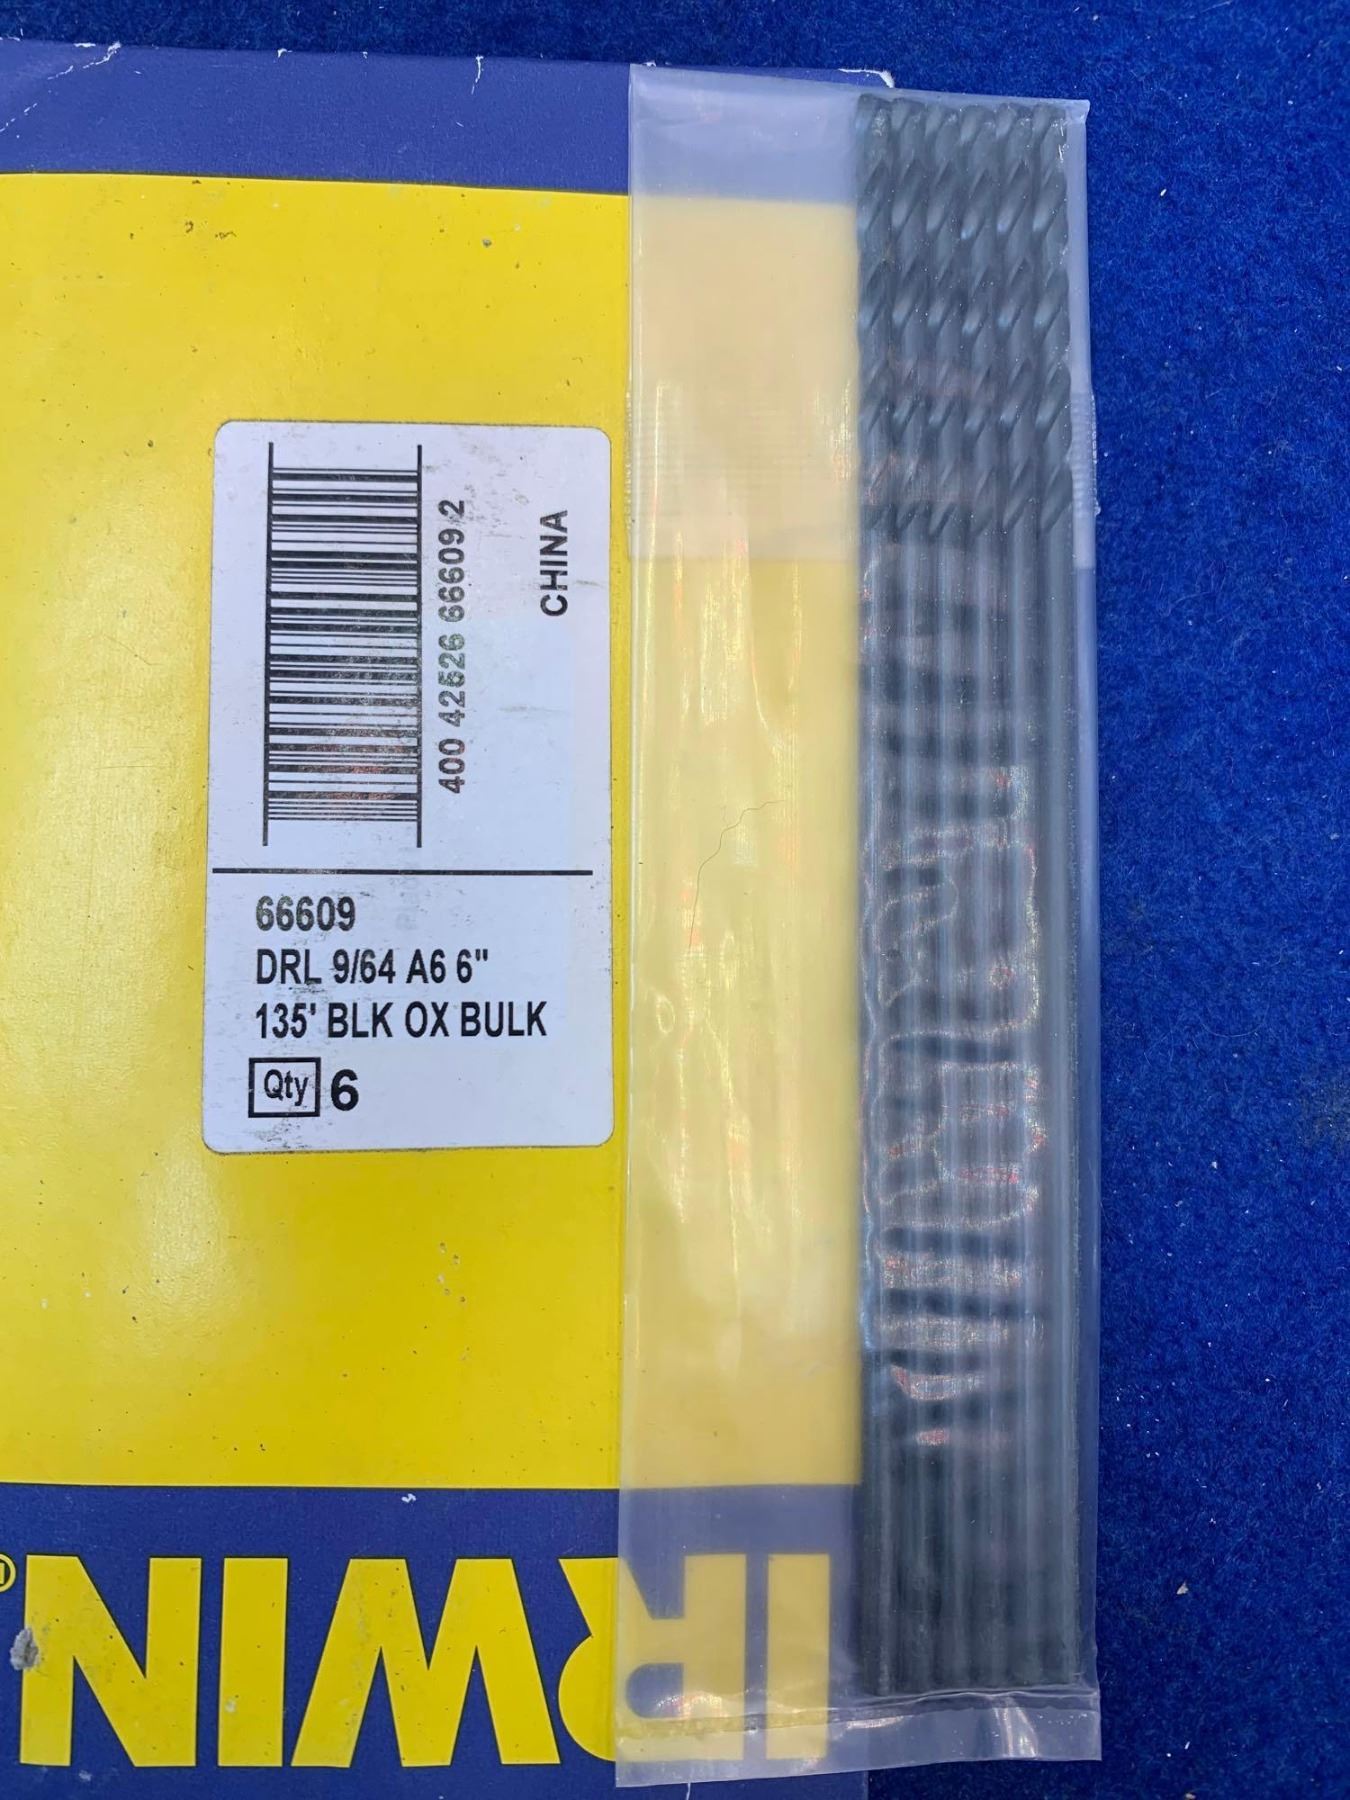 400 42526 66609 2
CHINA
66609
DRL 9/64 A6 6"
135' BLK OX BULK
Qty 6
IRWIN